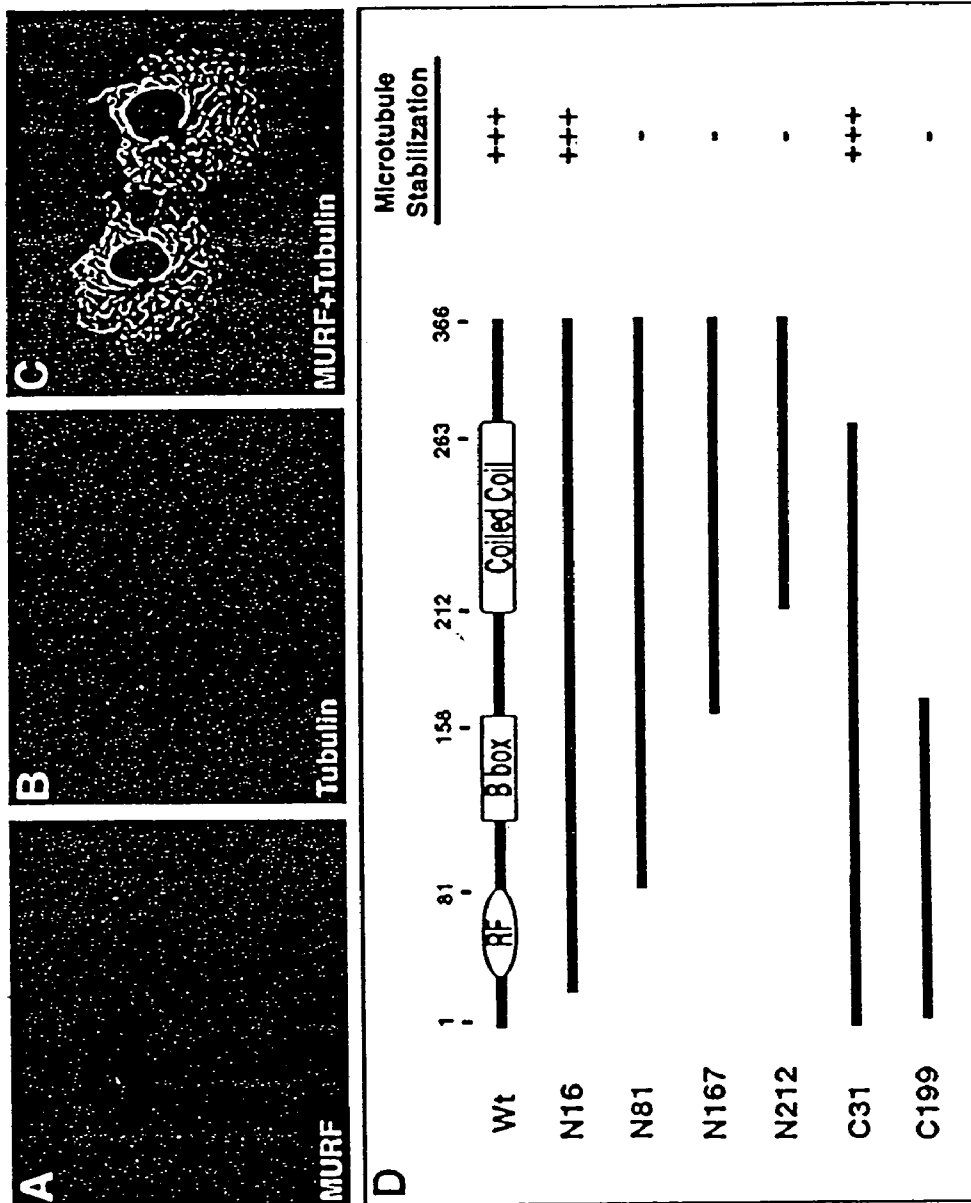 A
MURF
B
Tubulin
C
MURF+Tubulin
D
Microtubule
Stabilization
1 81 158 212 263 366
Wt RF B box Coiled Coil +++
N16 +++
N81 -
N167 -
N212 -
C31 +++
C199 -